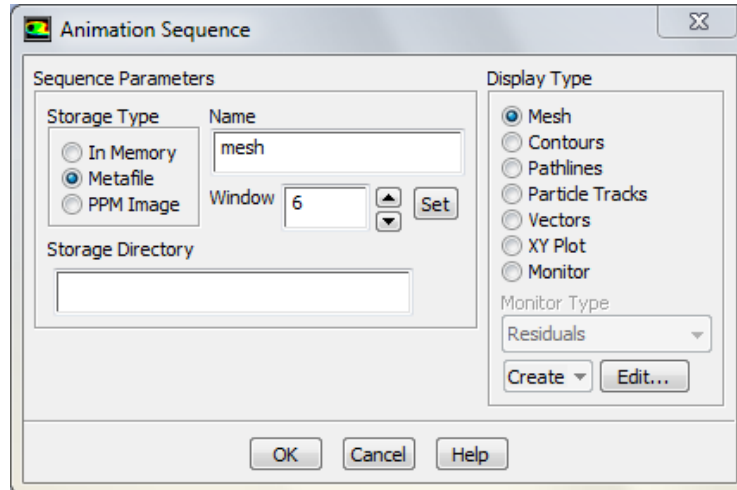 Animation Sequence
Sequence Parameters
Storage Type
In Memory
Metafile
PPM Image
Name
mesh
Window 6 Set
Storage Directory
Display Type
Mesh
Contours
Pathlines
Particle Tracks
Vectors
XY Plot
Monitor
Monitor Type
Residuals
Create Edit...
OK Cancel Help